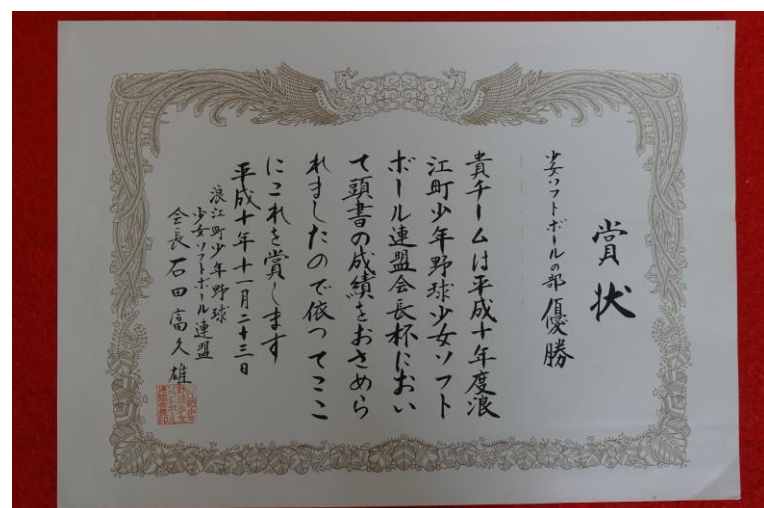 賞状
少女ソフトボールの部 優勝
貴チームは平成十年度浪
江町少年野球少女ソフト
ボール連盟会長杯におい
て頭書の成績をおさめら
れましたので依つてここ
にこれを賞します
平成十年十一月二十三日
浪江町少年野球
少女ソフトボール連盟
会長 石田富久雄